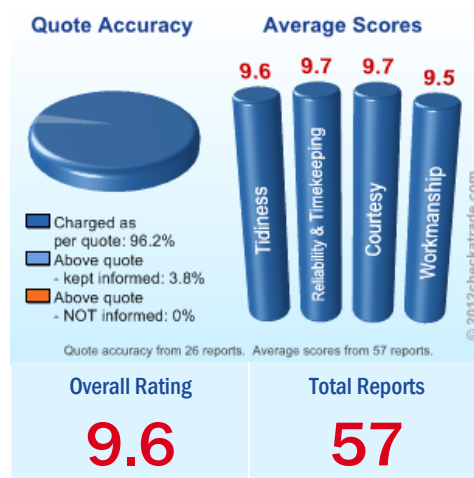 Quote Accuracy
Average Scores
9.6
9.7
9.7
9.5
Tidiness
Reliability & Timekeeping
Courtesy
Workmanship
Charged as
per quote: 96.2%
Above quote
- kept informed: 3.8%
Above quote
- NOT informed: 0%
© 2012checkatrade.com
Quote accuracy from 26 reports. Average scores from 57 reports.
Overall Rating
Total Reports
9.6
57